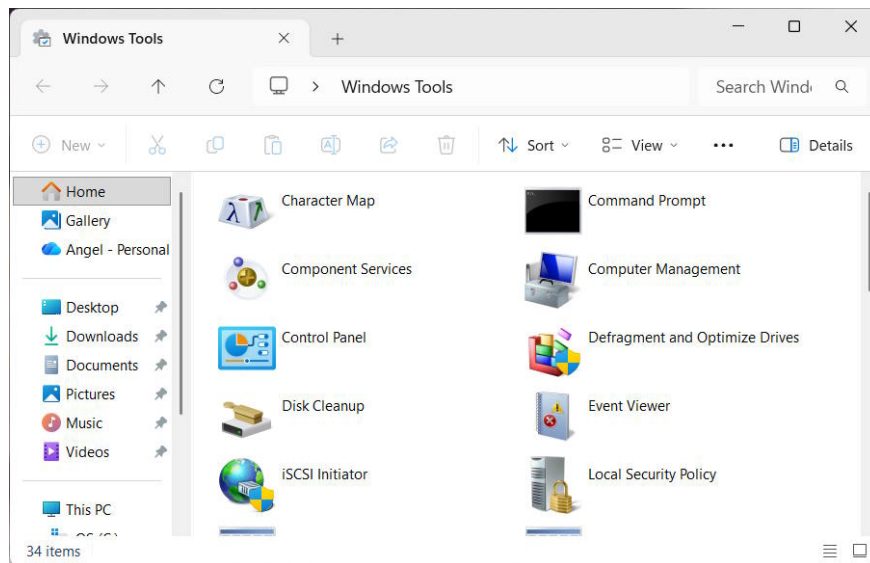 Windows Tools
Windows Tools
Search Wind
New
Sort
View
Details
Home
Gallery
Angel - Personal
Desktop
Downloads
Documents
Pictures
Music
Videos
This PC
Character Map
Command Prompt
Component Services
Computer Management
Control Panel
Defragment and Optimize Drives
Disk Cleanup
Event Viewer
iSCSI Initiator
Local Security Policy
34 items